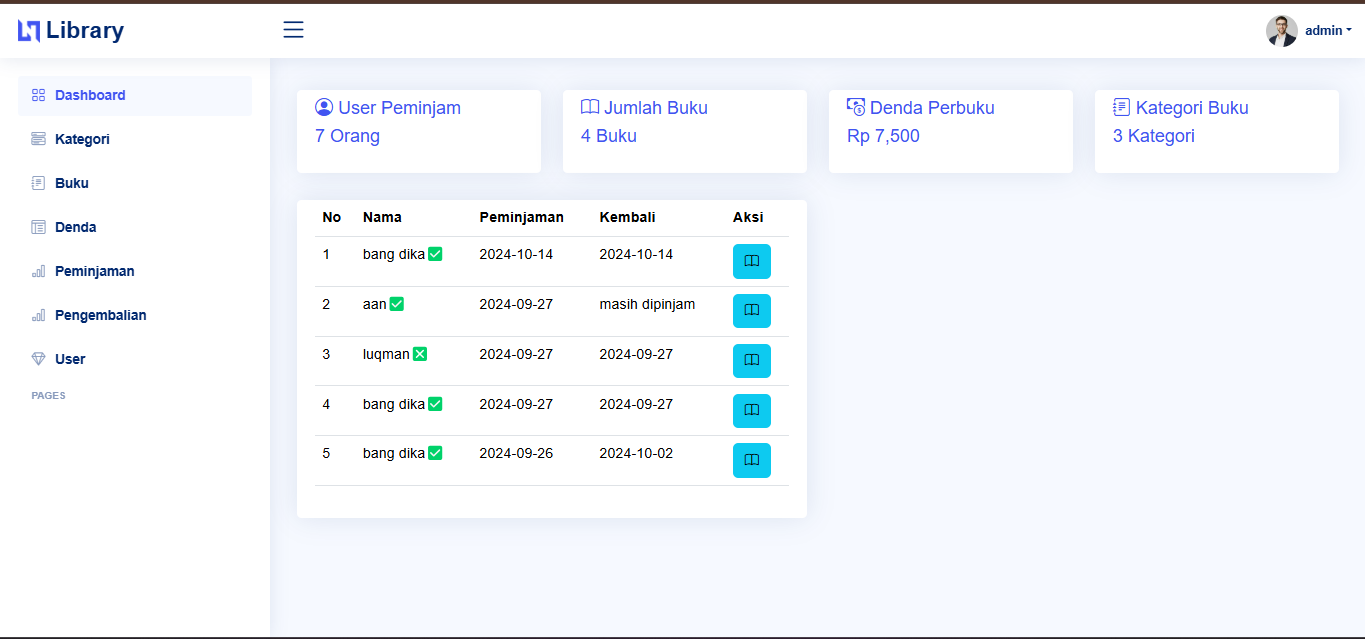 Library
admin
Dashboard
Kategori
Buku
Denda
Peminjaman
Pengembalian
User
PAGES
User Peminjam
7 Orang
Jumlah Buku
4 Buku
Denda Perbuku
Rp 7,500
Kategori Buku
3 Kategori
No Nama Peminjaman Kembali Aksi
1 bang dika ✅ 2024-10-14 2024-10-14
2 aan ✅ 2024-09-27 masih dipinjam
3 luqman ❎ 2024-09-27 2024-09-27
4 bang dika ✅ 2024-09-27 2024-09-27
5 bang dika ✅ 2024-09-26 2024-10-02